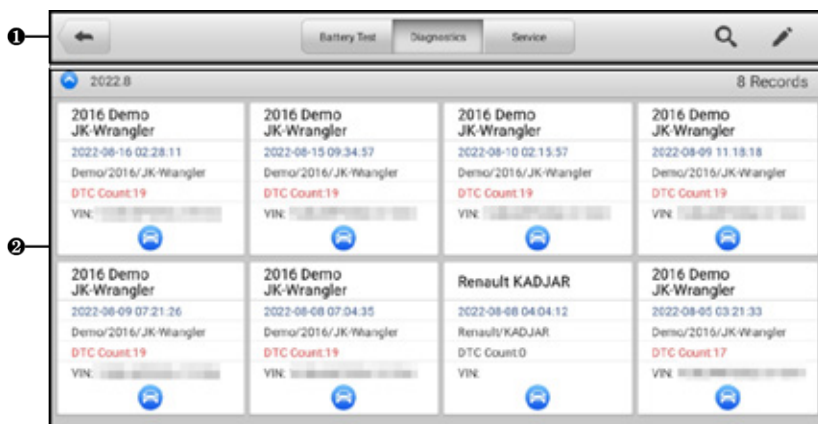 ❶
Battery Test Diagnostics Service
❷
2022.8 8 Records
2016 Demo
JK-Wrangler
2022-08-16 02:28.11
Demo/2016/JK-Wrangler
DTC Count:19
VIN:
2016 Demo
JK-Wrangler
2022-08-15 09:34:57
Demo/2016/JK-Wrangler
DTC Count:19
VIN:
2016 Demo
JK-Wrangler
2022-08-10 02:15:57
Demo/2016/JK-Wrangler
DTC Count:19
VIN:
2016 Demo
JK-Wrangler
2022-08-09 11.18.18
Demo/2016/JK-Wrangler
DTC Count:19
VIN:
2016 Demo
JK-Wrangler
2022-08-09 07:21:26
Demo/2016/JK-Wrangler
DTC Count:19
VIN:
2016 Demo
JK-Wrangler
2022-08-08 07:04:35
Demo/2016/JK-Wrangler
DTC Count:19
VIN:
Renault KADJAR
2022-08-08 04:04:12
Renault/KADJAR
DTC Count:0
VIN:
2016 Demo
JK-Wrangler
2022-08-05 03:21:33
Demo/2016/JK-Wrangler
DTC Count:17
VIN: